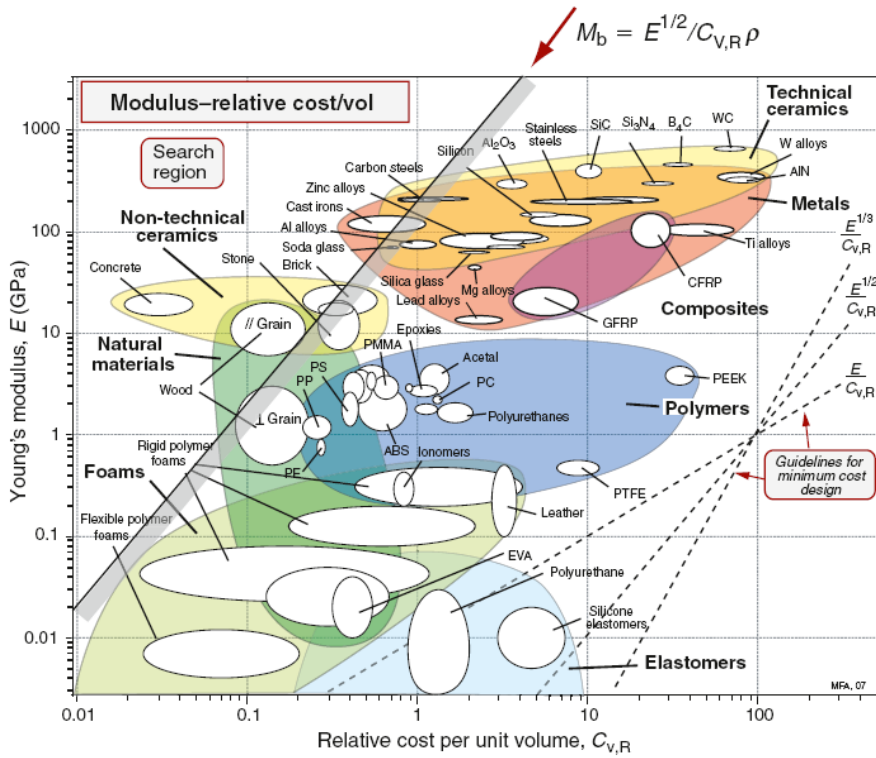 M_b = E^{1/2}/C_{V,R} ρ
Modulus–relative cost/vol
Search
region
Technical
ceramics
Non-technical
ceramics
Metals
Composites
Natural
materials
Polymers
Foams
Elastomers
Carbon steels
Zinc alloys
Cast irons
Al alloys
Soda glass
Silicon
Al₂O₃
Stainless
steels
SiC
Si₃N₄
B₄C
WC
W alloys
AlN
Ti alloys
CFRP
GFRP
Silica glass
Mg alloys
Lead alloys
Concrete
Stone
Brick
// Grain
Wood
⊥ Grain
PP
PS
PE
PMMA
Epoxies
Acetal
PC
Polyurethanes
ABS
Ionomers
PEEK
PTFE
Leather
Rigid polymer
foams
Flexible polymer
foams
EVA
Polyurethane
Silicone
elastomers
E^{1/3}
C_{v,R}
E^{1/2}
C_{v,R}
E
C_{v,R}
Guidelines for
minimum cost
design
MFA, 07
Young's modulus, E (GPa)
1000
100
10
1
0.1
0.01
0.01
0.1
1
10
100
Relative cost per unit volume, C_{v,R}